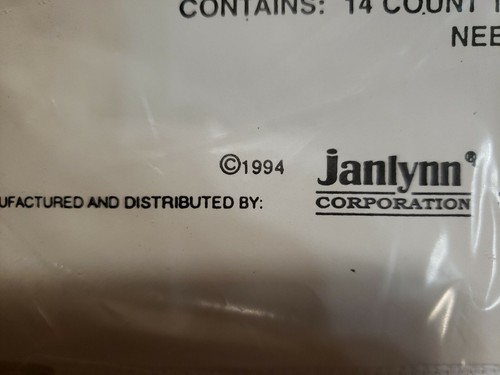 CONTAINS: 14 COUNT
NEE
©1994
janlynn®
UFACTURED AND DISTRIBUTED BY:
CORPORATION